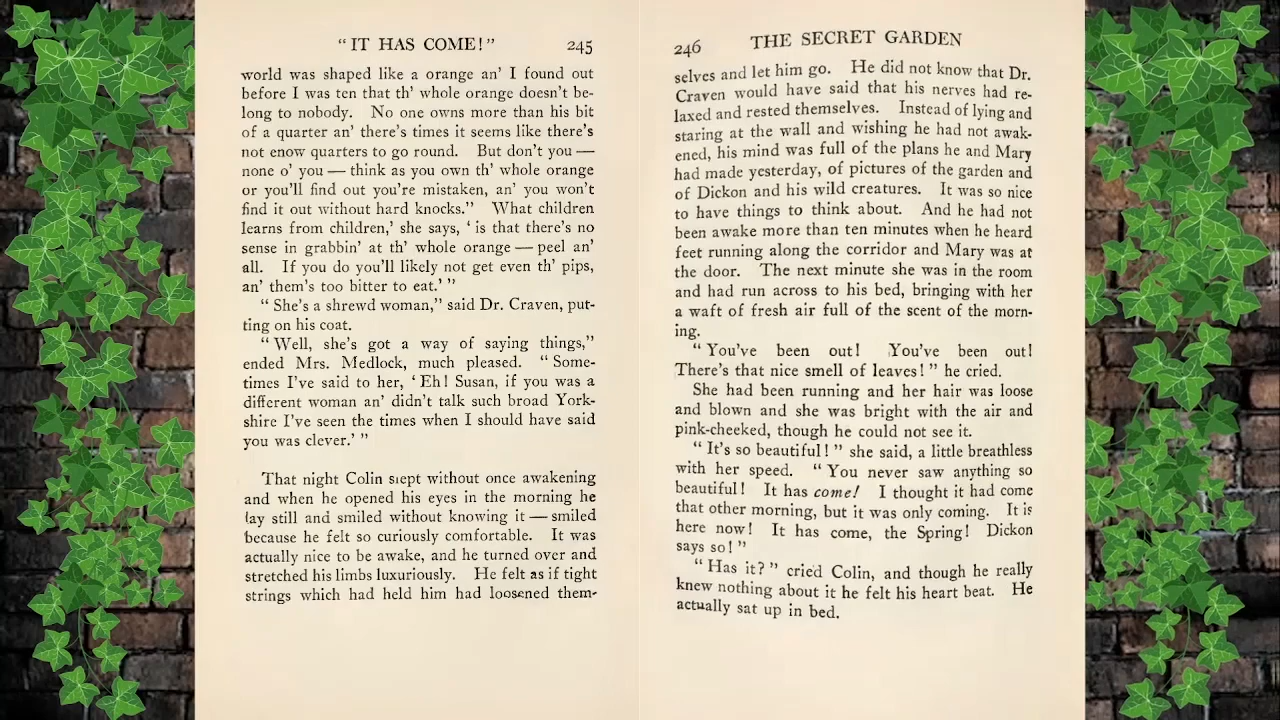 "IT HAS COME!" 245
world was shaped like a orange an' I found out
before I was ten that th' whole orange doesn't be-
long to nobody. No one owns more than his bit
of a quarter an' there's times it seems like there's
not enow quarters to go round. But don't you —
none o' you — think as you own th' whole orange
or you'll find out you're mistaken, an' you won't
find it out without hard knocks." What children
learns from children,' she says, ' is that there's no
sense in grabbin' at th' whole orange — peel an'
all. If you do you'll likely not get even th' pips,
an' them's too bitter to eat.' "
" She's a shrewd woman," said Dr. Craven, put-
ting on his coat.
" Well, she's got a way of saying things,"
ended Mrs. Medlock, much pleased. " Some-
times I've said to her, ' Eh! Susan, if you was a
different woman an' didn't talk such broad York-
shire I've seen the times when I should have said
you was clever.' "
That night Colin slept without once awakening
and when he opened his eyes in the morning he
lay still and smiled without knowing it — smiled
because he felt so curiously comfortable. It was
actually nice to be awake, and he turned over and
stretched his limbs luxuriously. He felt as if tight
strings which had held him had loosened them-
246 THE SECRET GARDEN
selves and let him go. He did not know that Dr.
Craven would have said that his nerves had re-
laxed and rested themselves. Instead of lying and
staring at the wall and wishing he had not awak-
ened, his mind was full of the plans he and Mary
had made yesterday, of pictures of the garden and
of Dickon and his wild creatures. It was so nice
to have things to think about. And he had not
been awake more than ten minutes when he heard
feet running along the corridor and Mary was at
the door. The next minute she was in the room
and had run across to his bed, bringing with her
a waft of fresh air full of the scent of the morn-
ing.
" You've been out! You've been out!
There's that nice smell of leaves! " he cried.
She had been running and her hair was loose
and blown and she was bright with the air and
pink-cheeked, though he could not see it.
" It's so beautiful! " she said, a little breathless
with her speed. " You never saw anything so
beautiful! It has come! I thought it had come
that other morning, but it was only coming. It is
here now! It has come, the Spring! Dickon
says so! "
" Has it? " cried Colin, and though he really
knew nothing about it he felt his heart beat. He
actually sat up in bed.